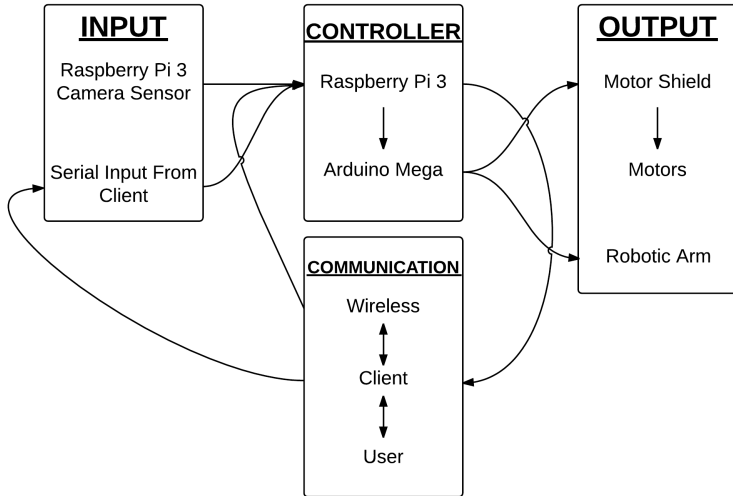 INPUT
Raspberry Pi 3
Camera Sensor
Serial Input From
Client
CONTROLLER
Raspberry Pi 3
Arduino Mega
OUTPUT
Motor Shield
Motors
Robotic Arm
COMMUNICATION
Wireless
Client
User